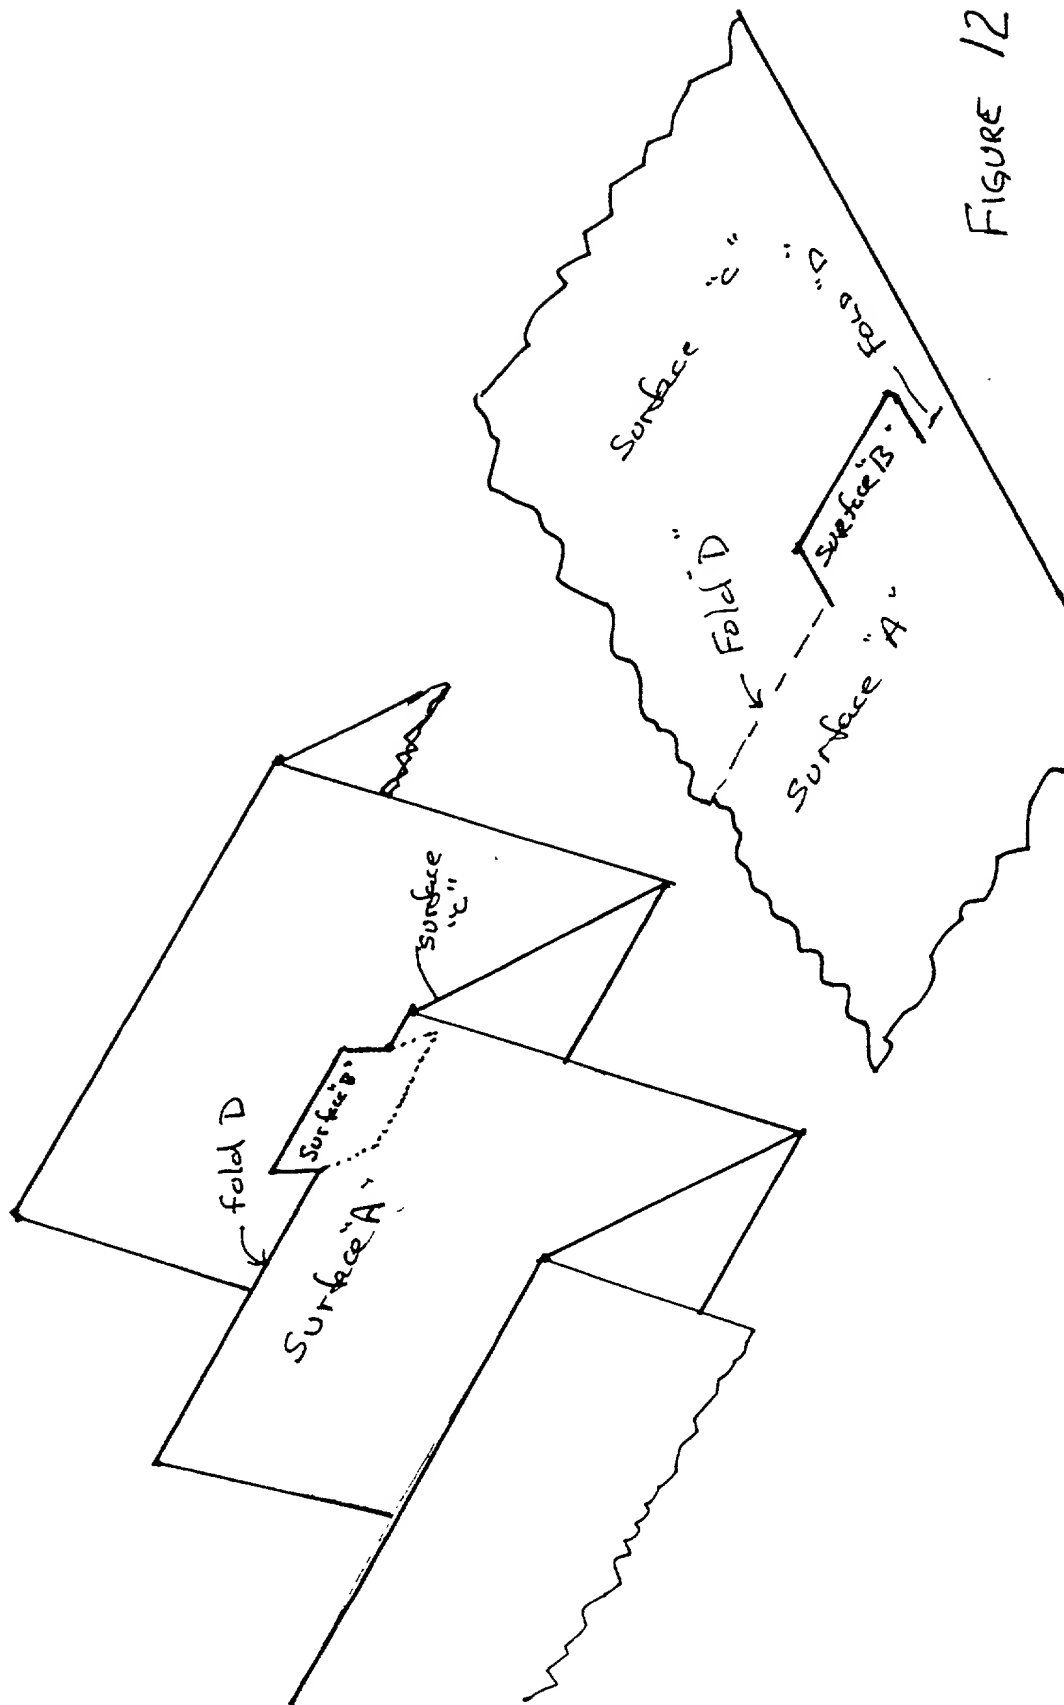 fold D
Surface "B"
Surface "A"
surface
"c"
Surface "c"
Fold "D"
Fold "D"
Surface "B"
Surface "A"
FIGURE 12